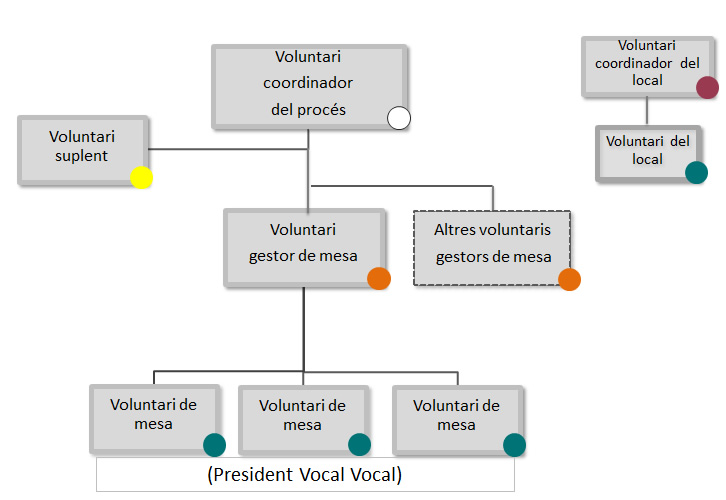 Voluntari
coordinador
del procés
Voluntari
coordinador del
local
Voluntari del
local
Voluntari
suplent
Voluntari
gestor de mesa
Altres voluntaris
gestors de mesa
Voluntari de
mesa
Voluntari de
mesa
Voluntari de
mesa
(President Vocal Vocal)